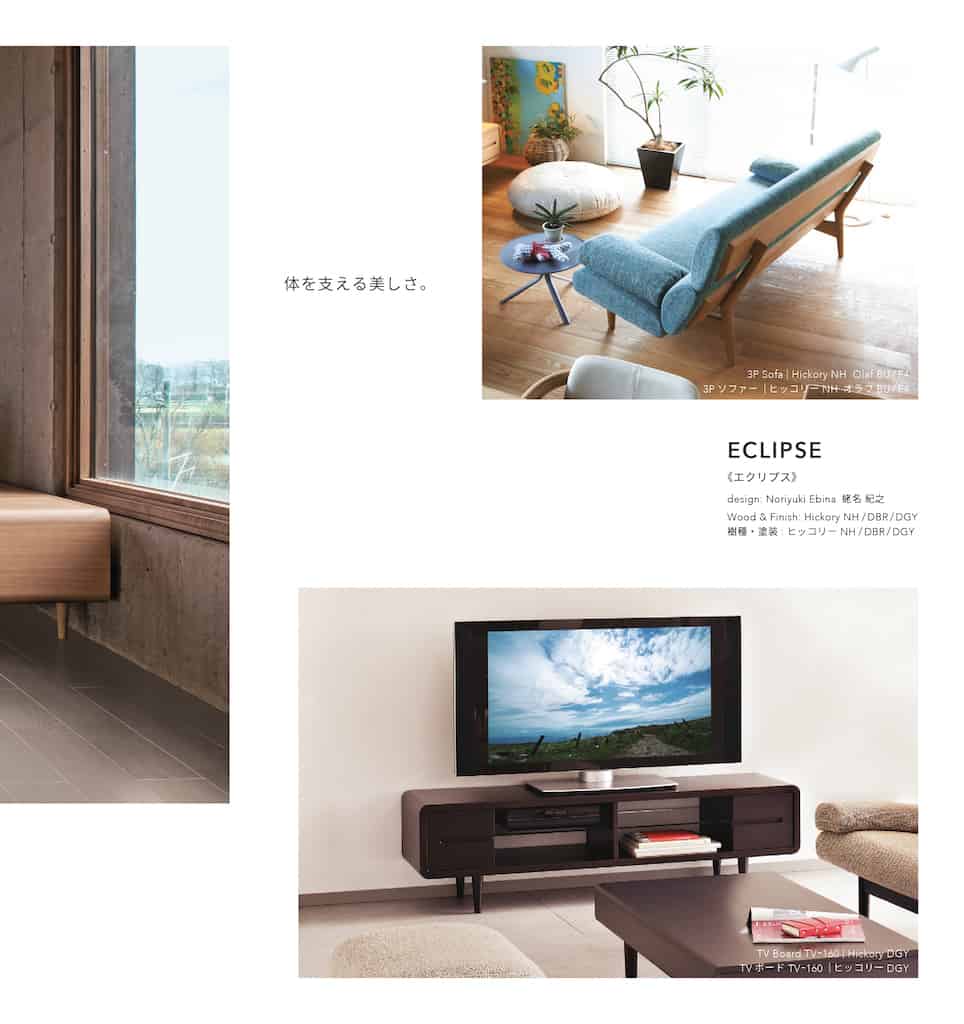 体を支える美しさ。
3P Sofa | Hickory NH Olaf BU / F4
3P ソファー | ヒッコリー NH オラフ BU / F4
ECLIPSE
《エクリプス》
design: Noriyuki Ebina 蛯名 紀之
Wood & Finish: Hickory NH / DBR / DGY
樹種・塗装 : ヒッコリー NH / DBR / DGY
TV Board TV-160 | Hickory DGY
TV ボード TV-160 | ヒッコリー DGY